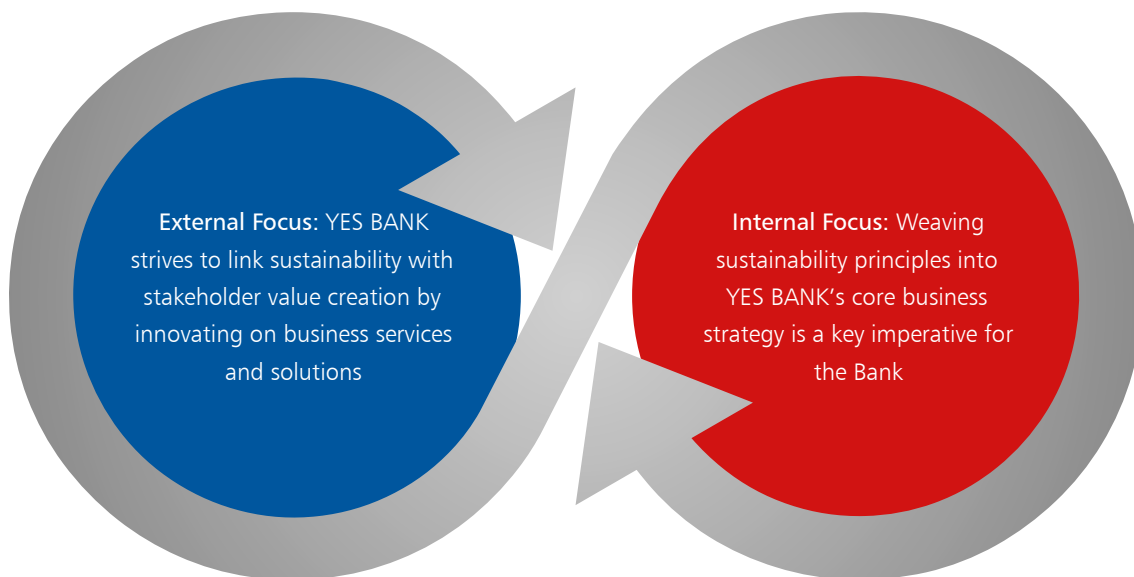 External Focus: YES BANK
strives to link sustainability with
stakeholder value creation by
innovating on business services
and solutions
Internal Focus: Weaving
sustainability principles into
YES BANK’s core business
strategy is a key imperative for
the Bank